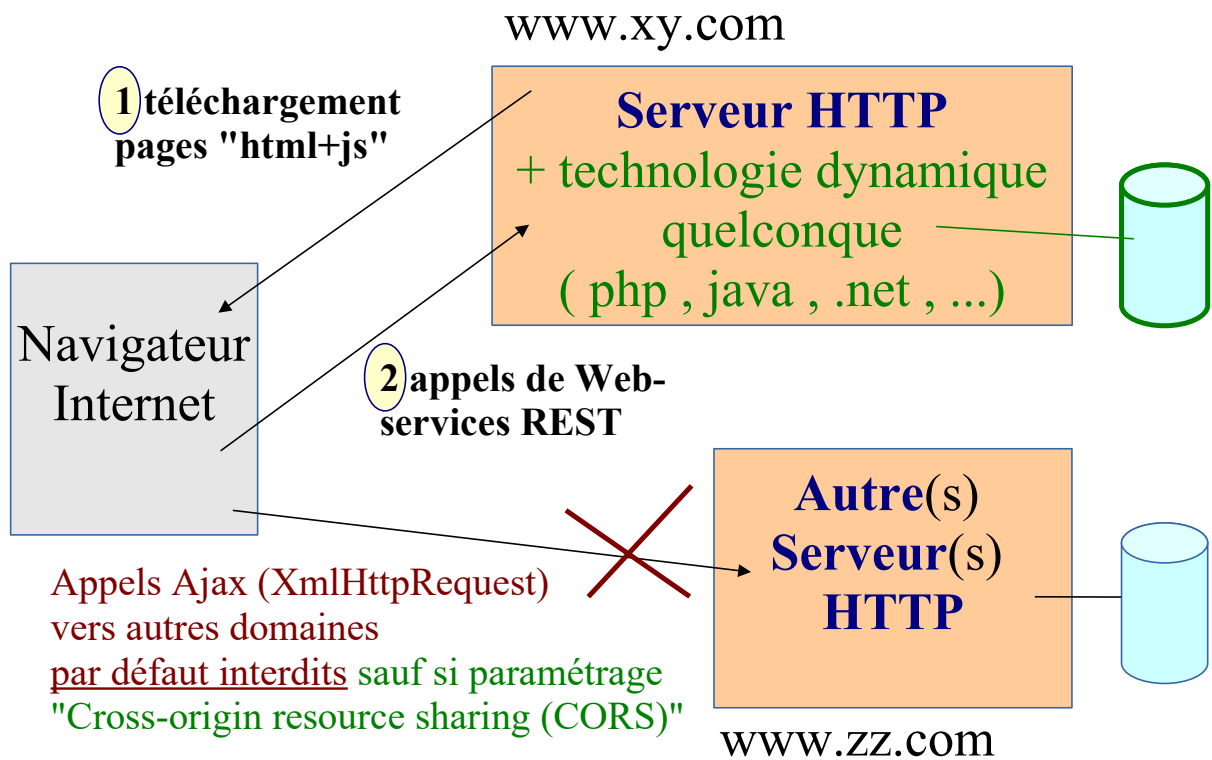 www.xy.com
1 téléchargement
pages "html+js"
Serveur HTTP
+ technologie dynamique
quelconque
( php , java , .net , ...)
Navigateur
Internet
2 appels de Web-
services REST
Autre(s)
Serveur(s)
HTTP
Appels Ajax (XmlHttpRequest)
vers autres domaines
par défaut interdits sauf si paramétrage
"Cross-origin resource sharing (CORS)"
www.zz.com